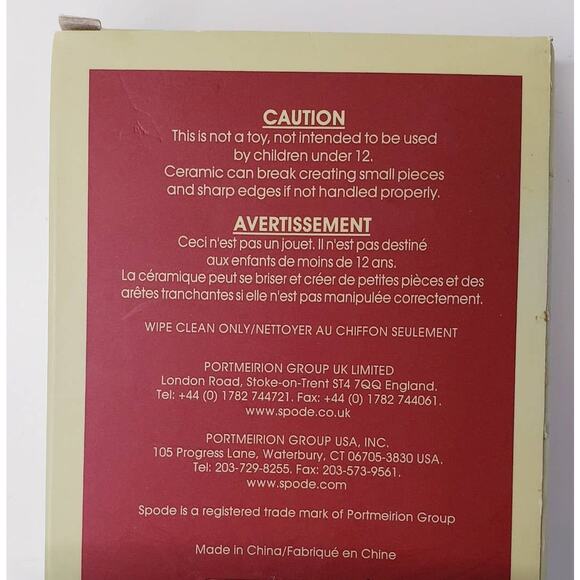 CAUTION
This is not a toy, not intended to be used
by children under 12.
Ceramic can break creating small pieces
and sharp edges if not handled properly.
AVERTISSEMENT
Ceci n'est pas un jouet. Il n'est pas destiné
aux enfants de moins de 12 ans.
La céramique peut se briser et créer de petites pièces et des
arêtes tranchantes si elle n'est pas manipulée correctement.
WIPE CLEAN ONLY/NETTOYER AU CHIFFON SEULEMENT
PORTMEIRION GROUP UK LIMITED
London Road, Stoke-on-Trent ST4 7QQ England.
Tel: +44 (0) 1782 744721. Fax: +44 (0) 1782 744061.
www.spode.co.uk
PORTMEIRION GROUP USA, INC.
105 Progress Lane, Waterbury, CT 06705-3830 USA.
Tel: 203-729-8255. Fax: 203-573-9561.
www.spode.com
Spode is a registered trade mark of Portmeirion Group
Made in China/Fabriqué en Chine